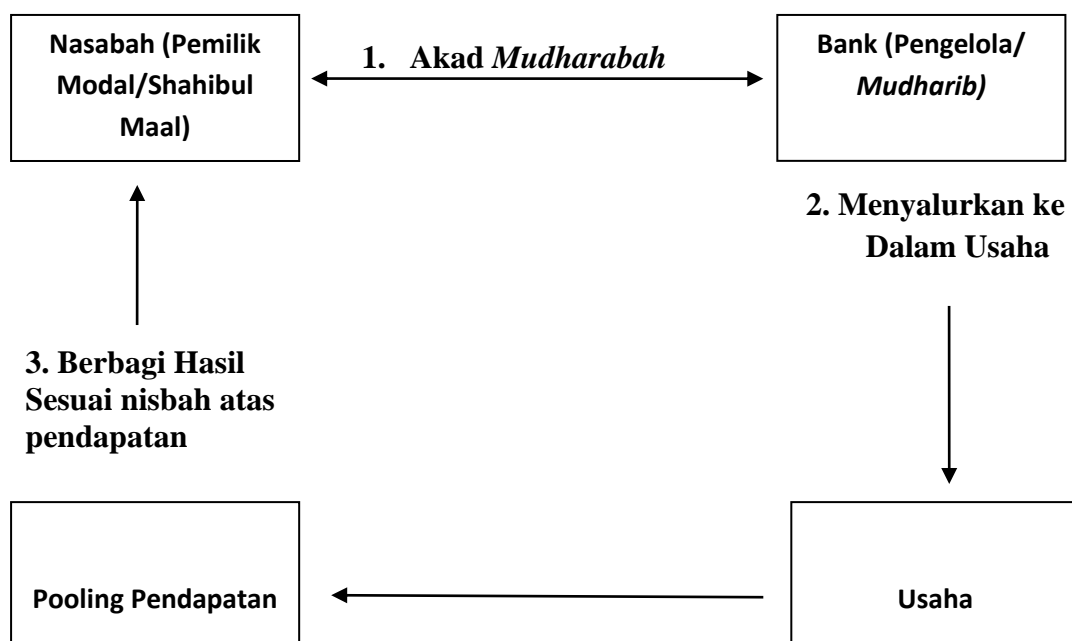 Nasabah (Pemilik
Modal/Shahibul
Maal)
1. Akad Mudharabah
Bank (Pengelola/
Mudharib)
2. Menyalurkan ke
Dalam Usaha
3. Berbagi Hasil
Sesuai nisbah atas
pendapatan
Pooling Pendapatan
Usaha